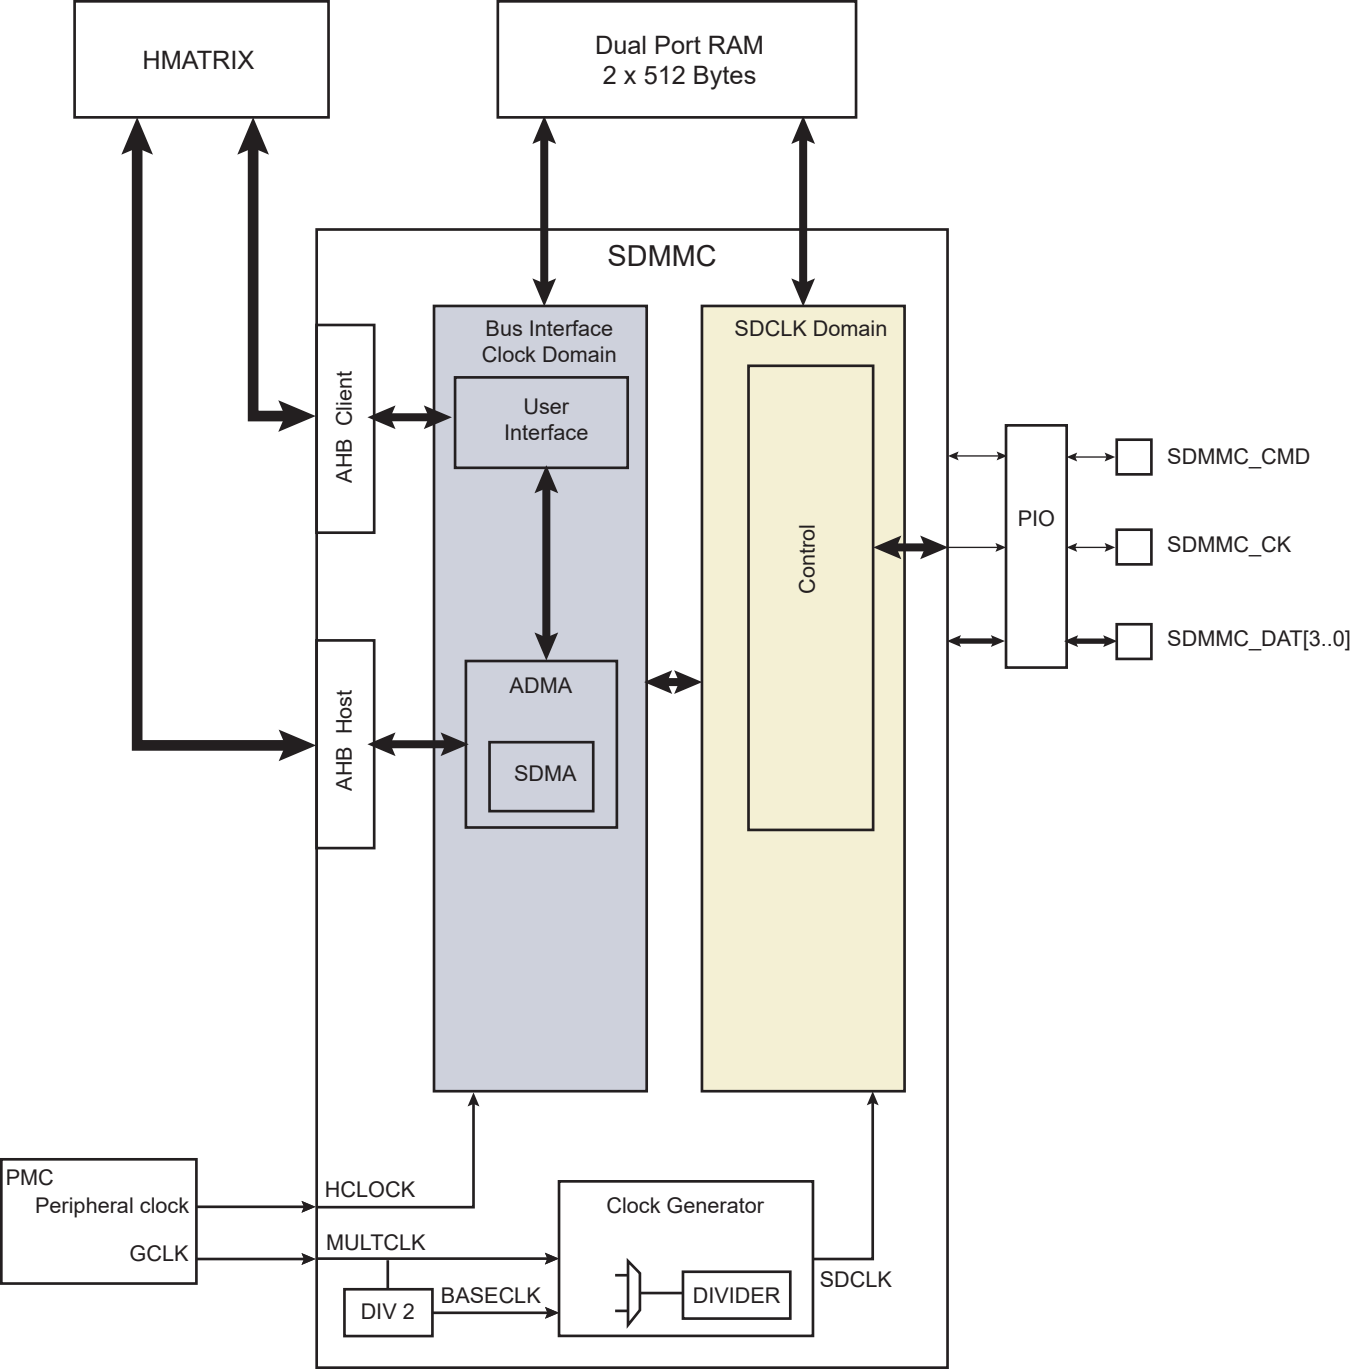 HMATRIX
Dual Port RAM
2 x 512 Bytes
SDMMC
Bus Interface
Clock Domain
SDCLK Domain
User
Interface
AHB Client
Control
PIO
SDMMC_CMD
SDMMC_CK
SDMMC_DAT[3..0]
AHB Host
ADMA
SDMA
PMC
Peripheral clock
GCLK
HCLOCK
MULTCLK
DIV 2
BASECLK
Clock Generator
DIVIDER
SDCLK